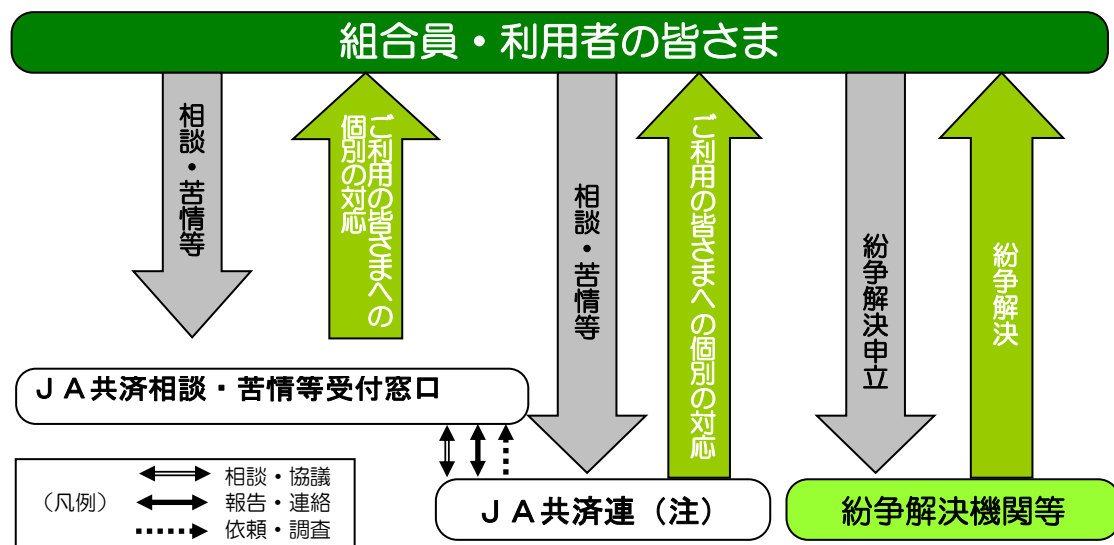 組合員・利用者の皆さま
相談・苦情等
ご利用の皆さまへの
個別の対応
相談・苦情等
ご利用の皆さまへの個別の対応
紛争解決申立
紛争解決
ＪＡ共済相談・苦情等受付窓口
（凡例）
相談・協議
報告・連絡
依頼・調査
ＪＡ共済連（注）
紛争解決機関等